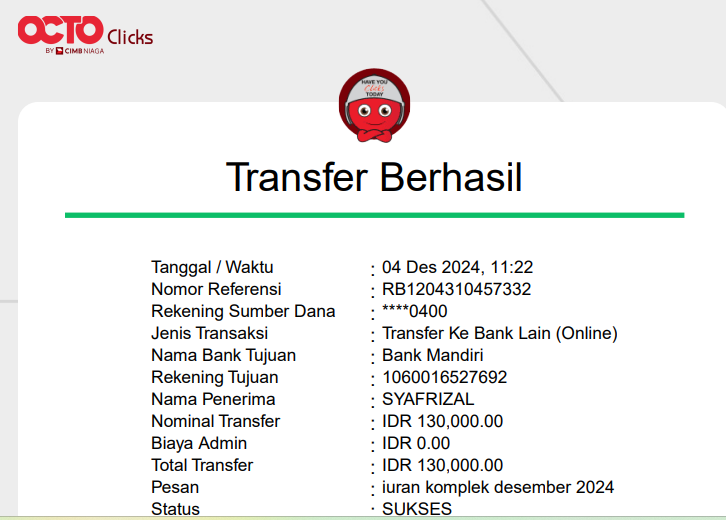 OCTO Clicks
BY CIMB NIAGA
HAVE YOU
Clicks
TODAY
Transfer Berhasil
Tanggal / Waktu : 04 Des 2024, 11:22
Nomor Referensi : RB1204310457332
Rekening Sumber Dana : ****0400
Jenis Transaksi : Transfer Ke Bank Lain (Online)
Nama Bank Tujuan : Bank Mandiri
Rekening Tujuan : 1060016527692
Nama Penerima : SYAFRIZAL
Nominal Transfer : IDR 130,000.00
Biaya Admin : IDR 0.00
Total Transfer : IDR 130,000.00
Pesan : iuran komplek desember 2024
Status : SUKSES